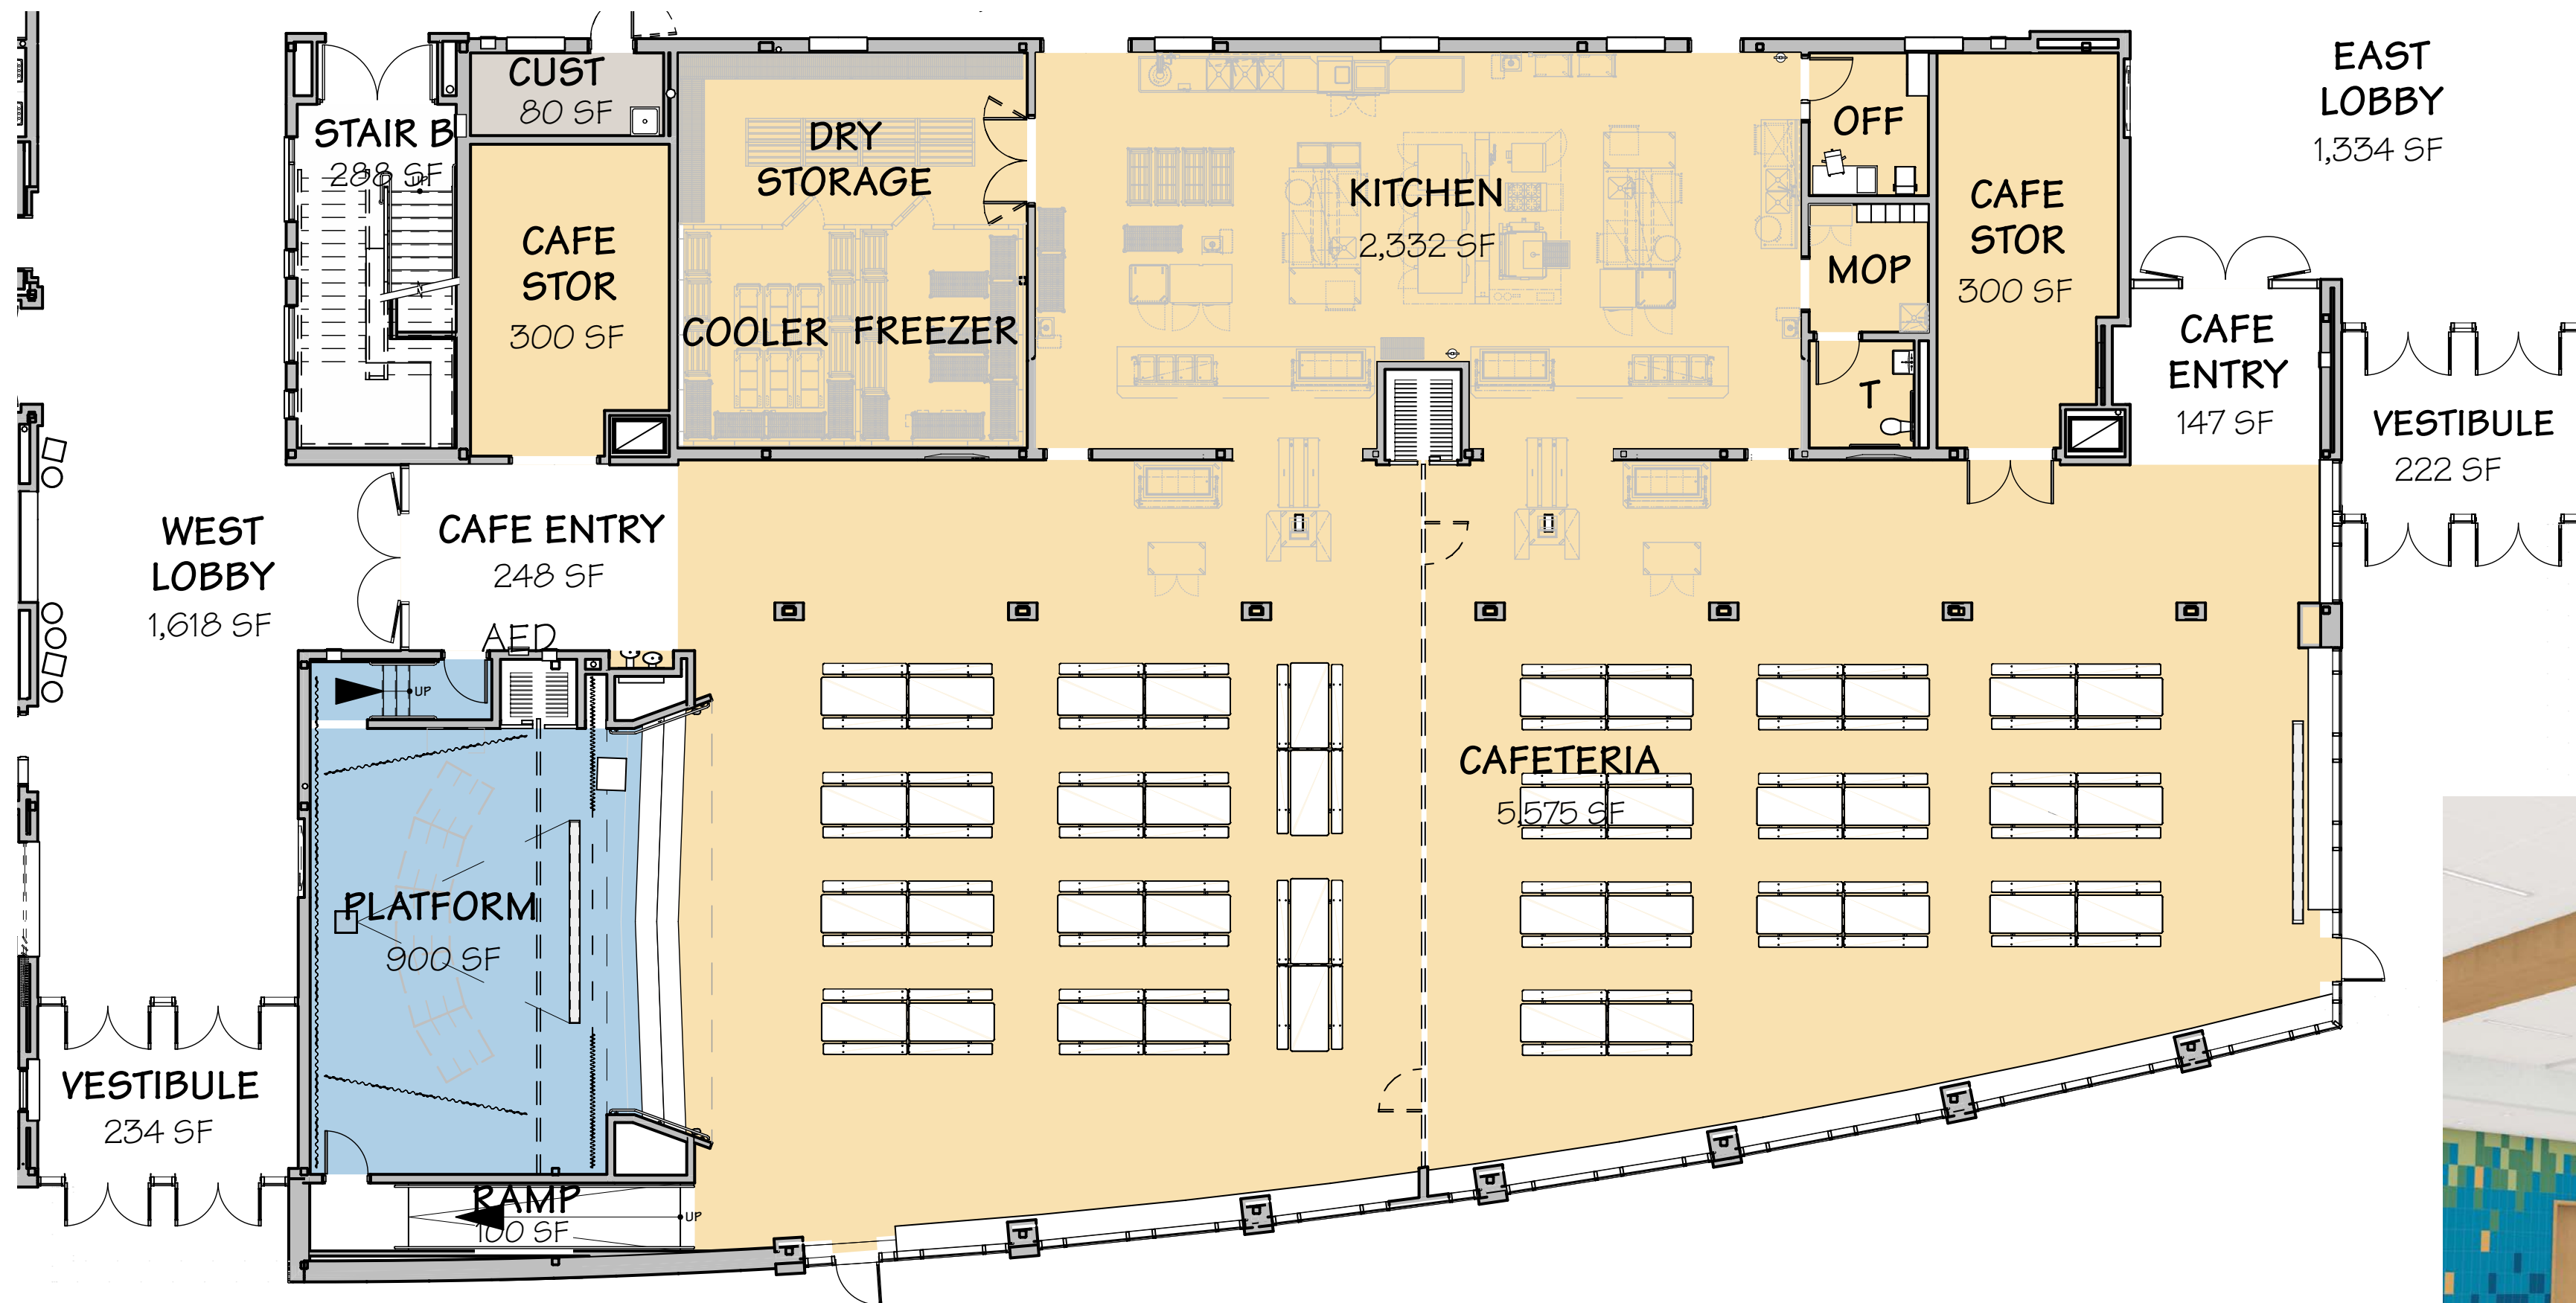 CUST
80 SF
STAIR B
288 SF
UP
CAFE
STOR
300 SF
DRY
STORAGE
COOLER
FREEZER
KITCHEN
2,332 SF
OFF
MOP
T
CAFE
STOR
300 SF
EAST
LOBBY
1,334 SF
CAFE
ENTRY
147 SF
VESTIBULE
222 SF
WEST
LOBBY
1,618 SF
CAFE ENTRY
248 SF
AED
UP
PLATFORM
900 SF
CAFETERIA
5,575 SF
VESTIBULE
234 SF
RAMP
100 SF
UP